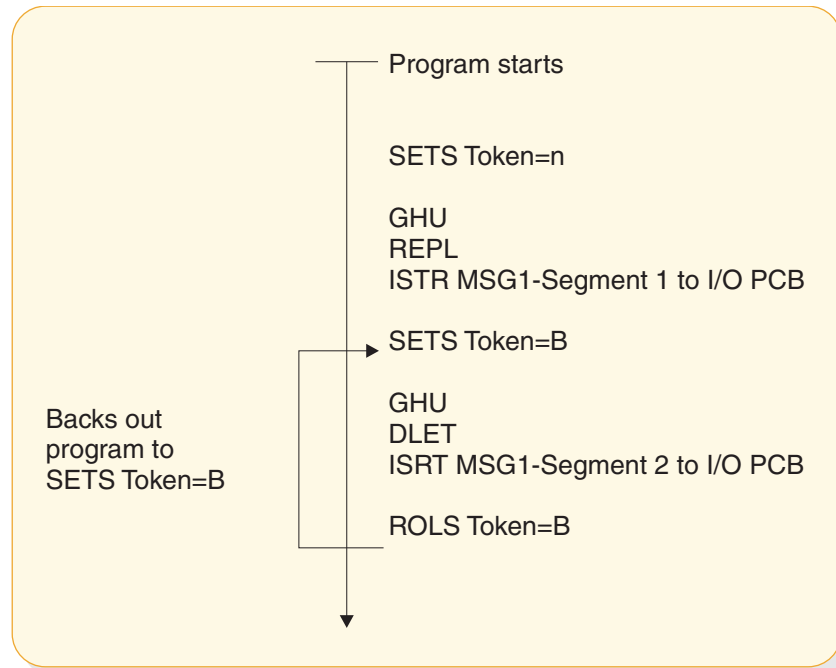 Program starts
SETS Token=n
GHU
REPL
ISTR MSG1-Segment 1 to I/O PCB
SETS Token=B
GHU
DLET
ISRT MSG1-Segment 2 to I/O PCB
ROLS Token=B
Backs out
program to
SETS Token=B